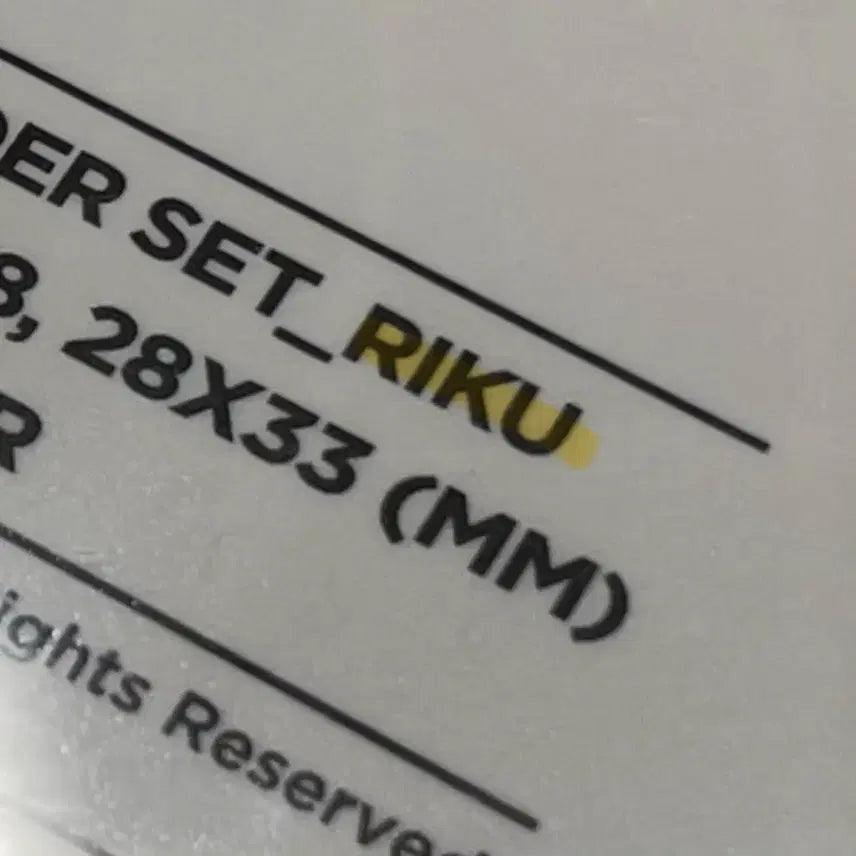 DER SET_RIKU
8, 28X33 (MM)
R
ights Reserved